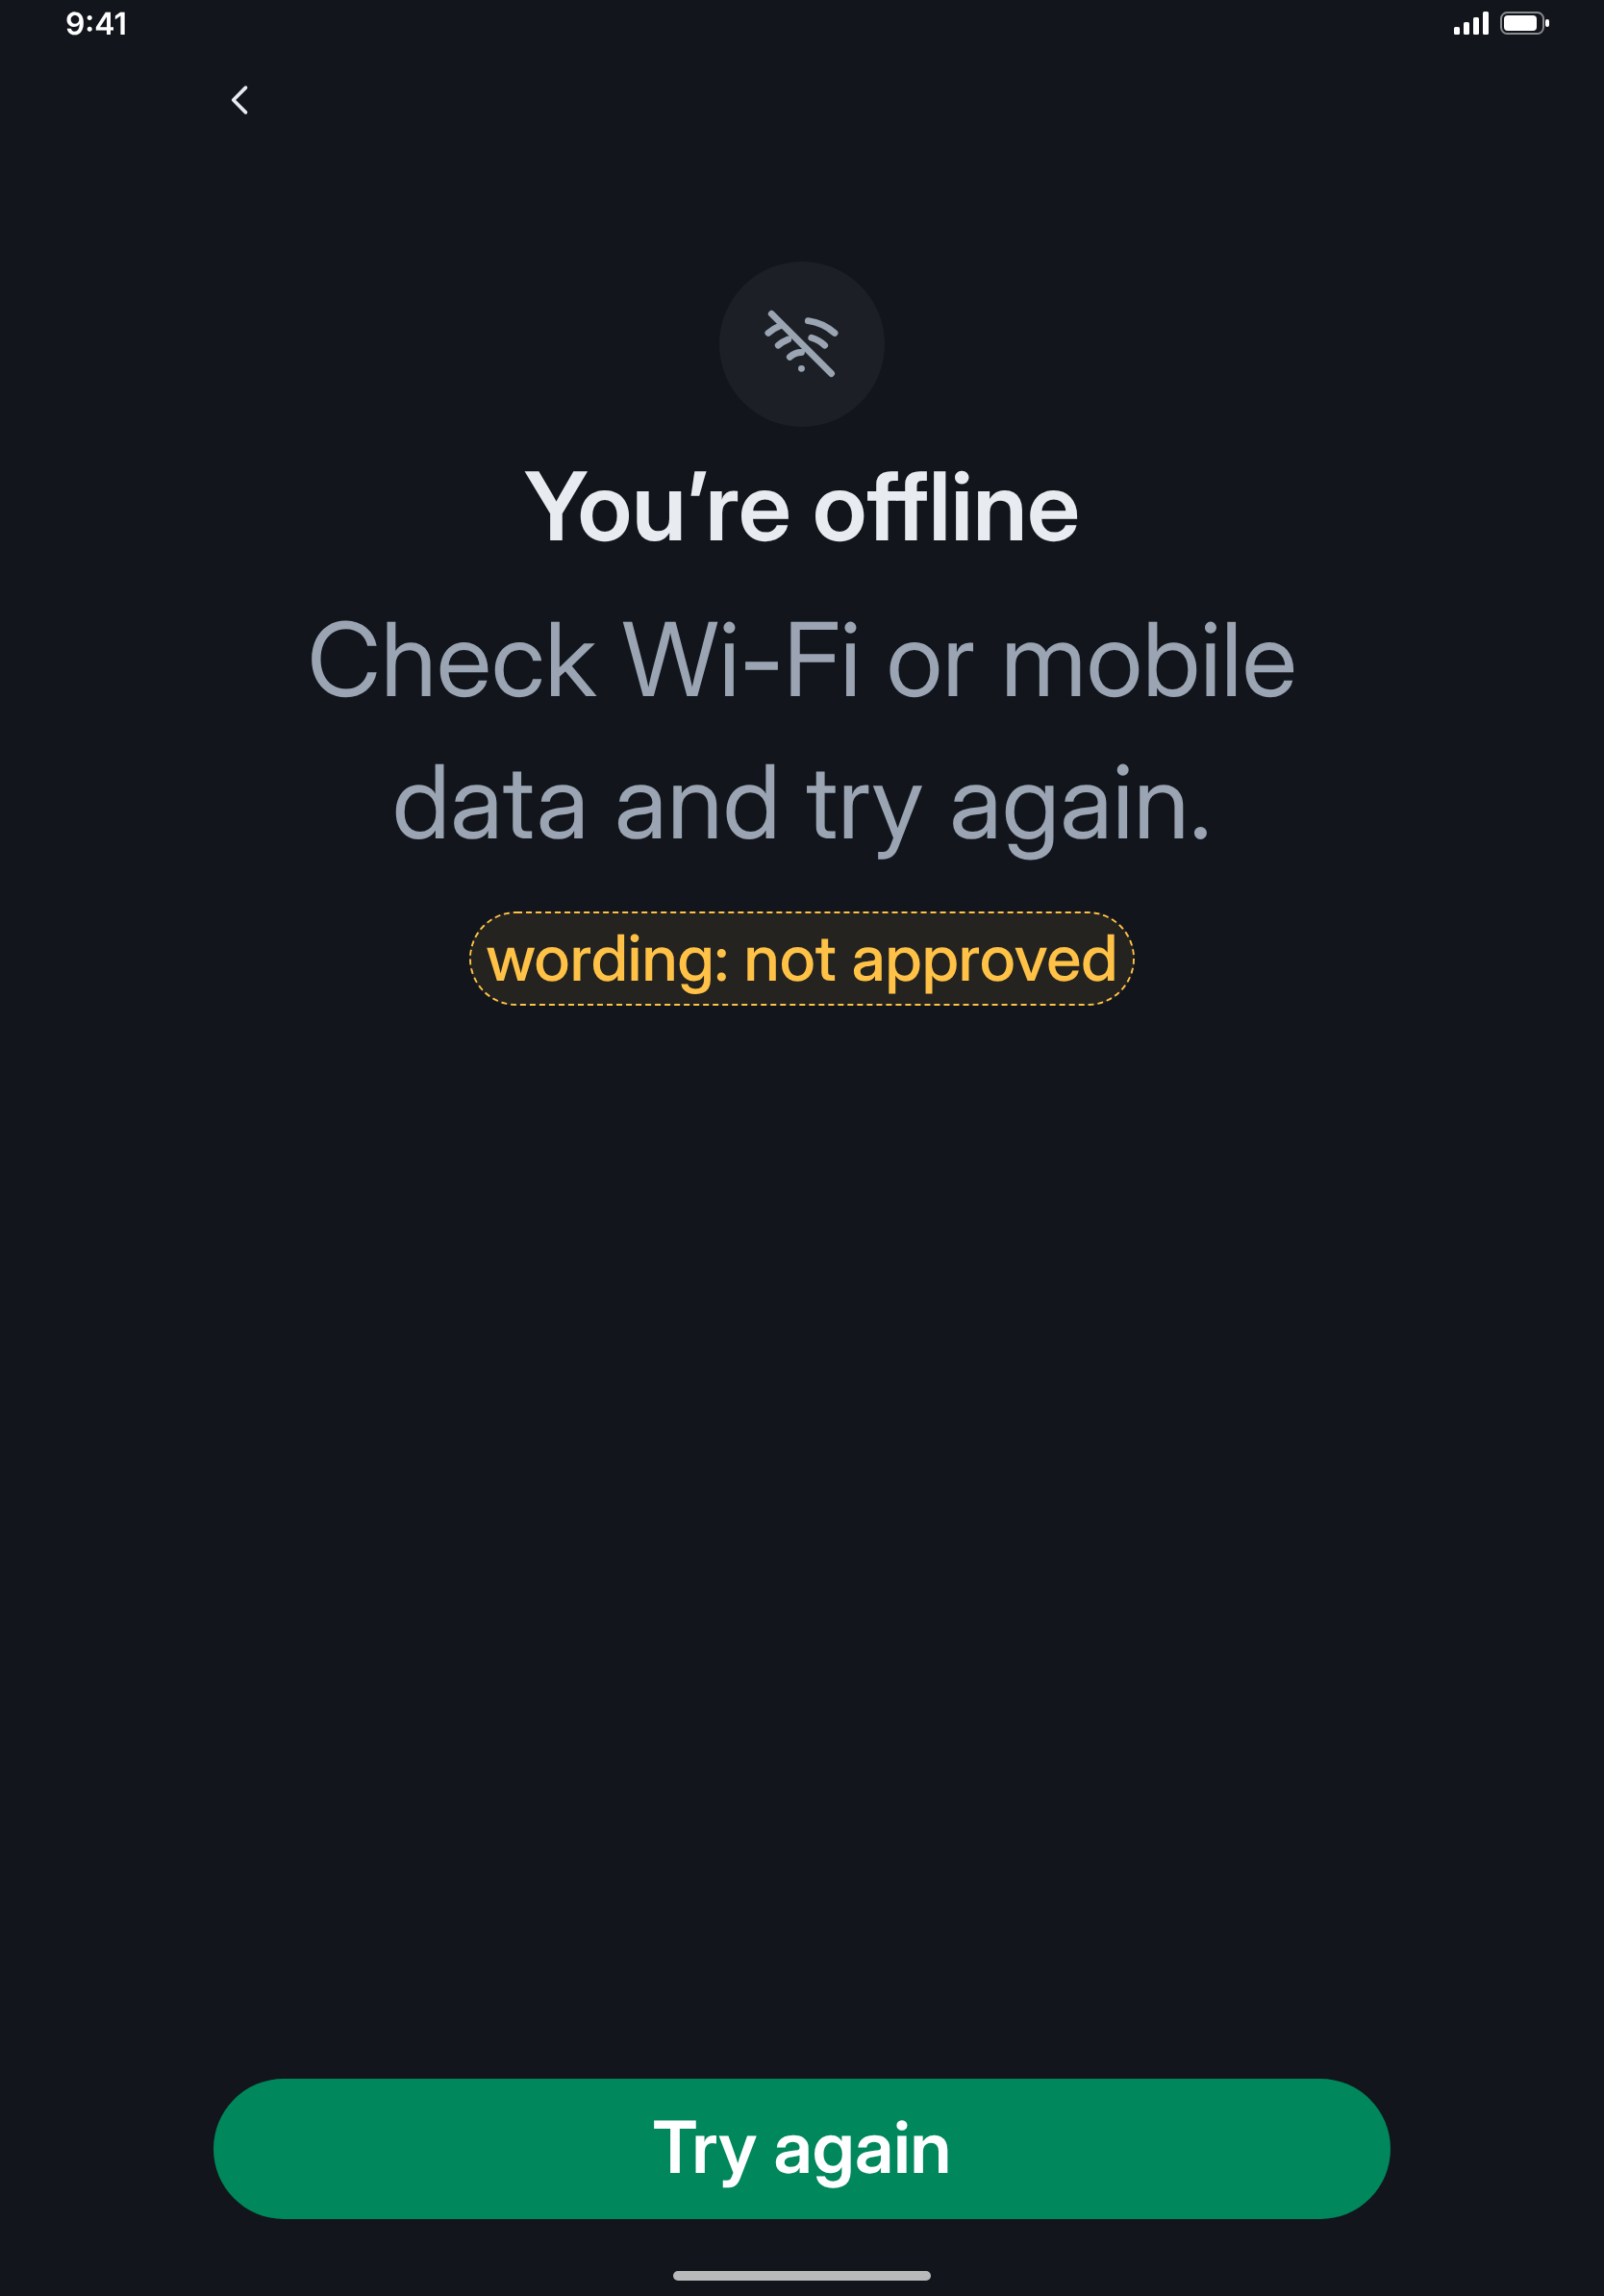 9:41
You’re offline
Check Wi-Fi or mobile
data and try again.
wording: not approved
Try again